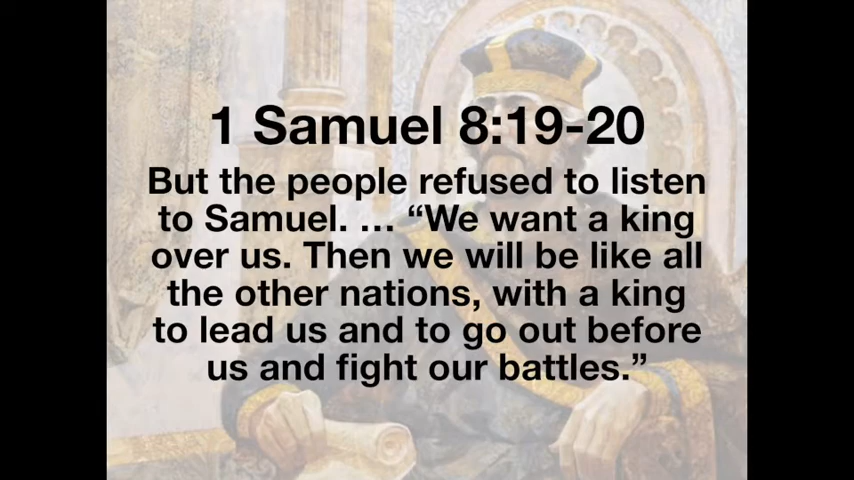 1 Samuel 8:19-20
But the people refused to listen
to Samuel. … “We want a king
over us. Then we will be like all
the other nations, with a king
to lead us and to go out before
us and fight our battles.”